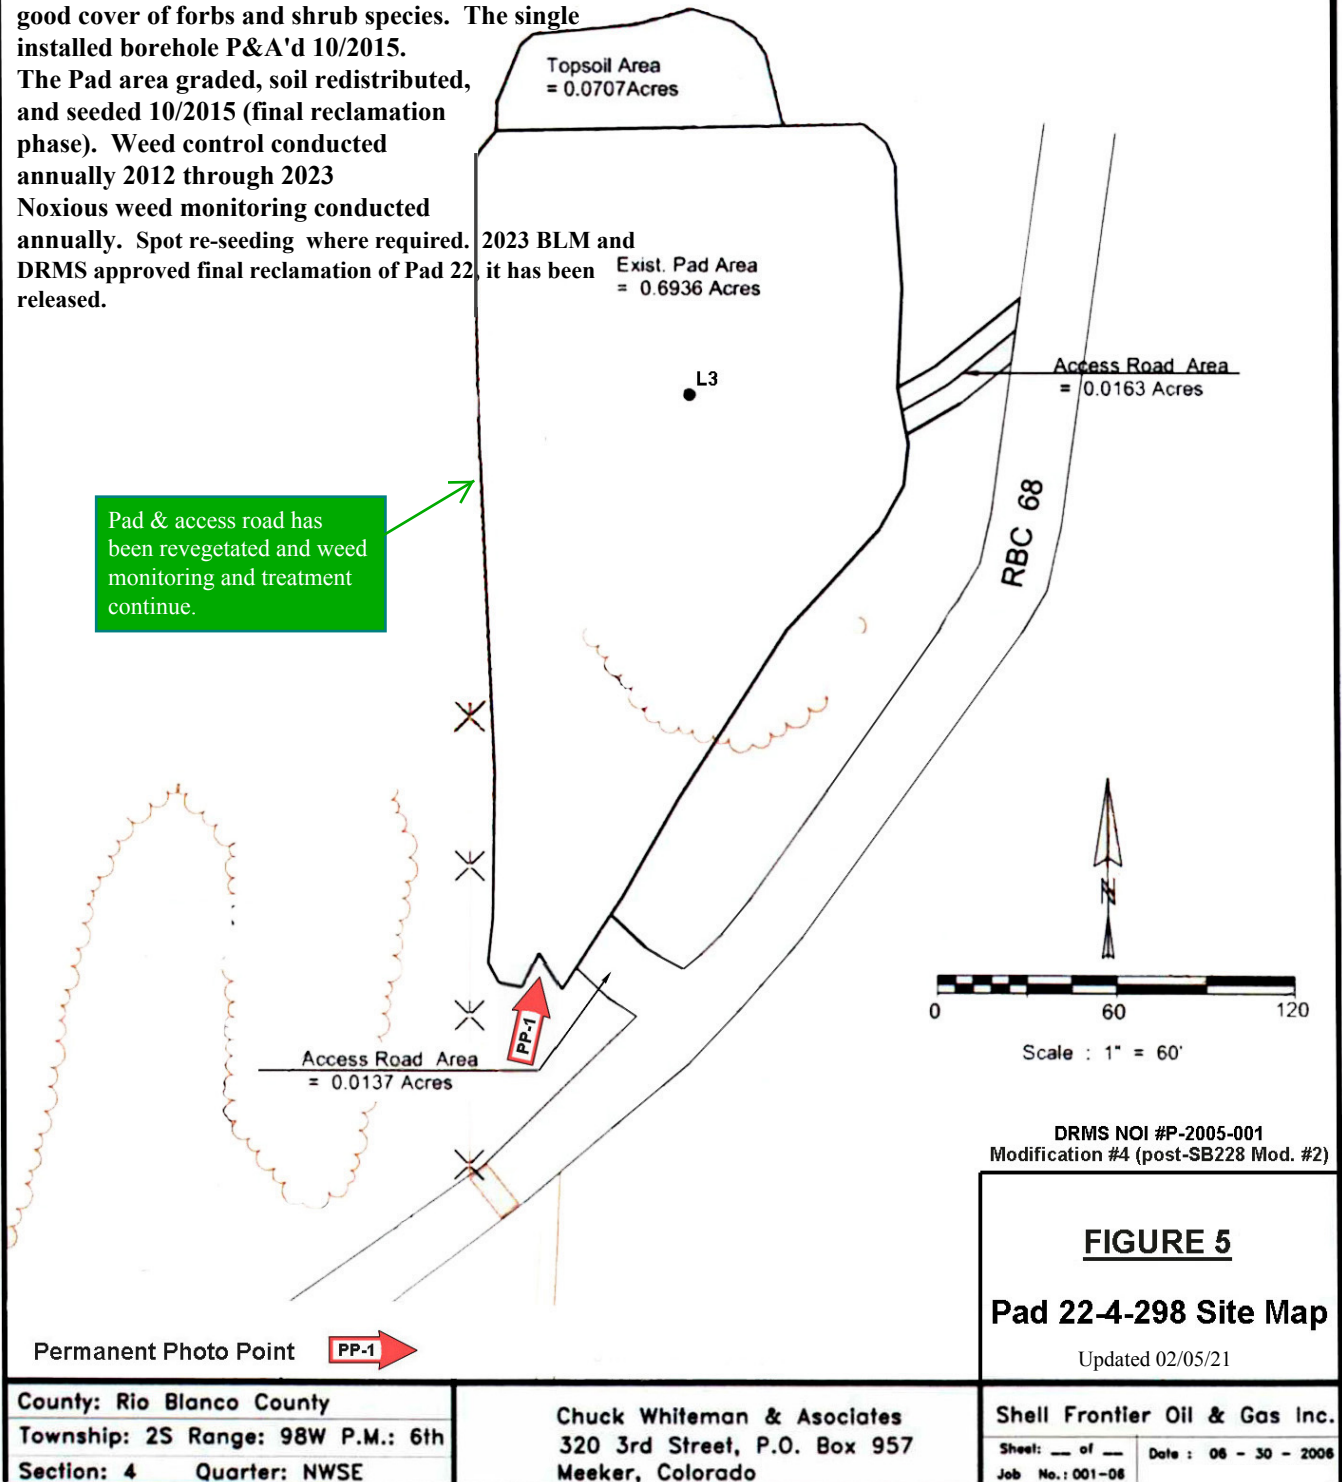 good cover of forbs and shrub species. The single
installed borehole P&A'd 10/2015.
The Pad area graded, soil redistributed,
and seeded 10/2015 (final reclamation
phase). Weed control conducted
annually 2012 through 2023
Noxious weed monitoring conducted
annually. Spot re-seeding where required. 2023 BLM and
DRMS approved final reclamation of Pad 22, it has been
released.
Topsoil Area
= 0.0707Acres
Exist. Pad Area
= 0.6936 Acres
L3
Access Road Area
= 0.0163 Acres
RBC 68
Pad & access road has
been revegetated and weed
monitoring and treatment
continue.
N
0 60 120
Scale : 1" = 60'
PP-1
Access Road Area
= 0.0137 Acres
DRMS NOI #P-2005-001
Modification #4 (post-SB228 Mod. #2)
FIGURE 5
Pad 22-4-298 Site Map
Updated 02/05/21
Permanent Photo Point PP-1
County: Rio Blanco County
Township: 2S Range: 98W P.M.: 6th
Section: 4 Quarter: NWSE
Chuck Whiteman & Asociates
320 3rd Street, P.O. Box 957
Meeker, Colorado
Shell Frontier Oil & Gas Inc.
Sheet: __ of __ Date : 06 - 30 - 2006
Job No.: 001-06